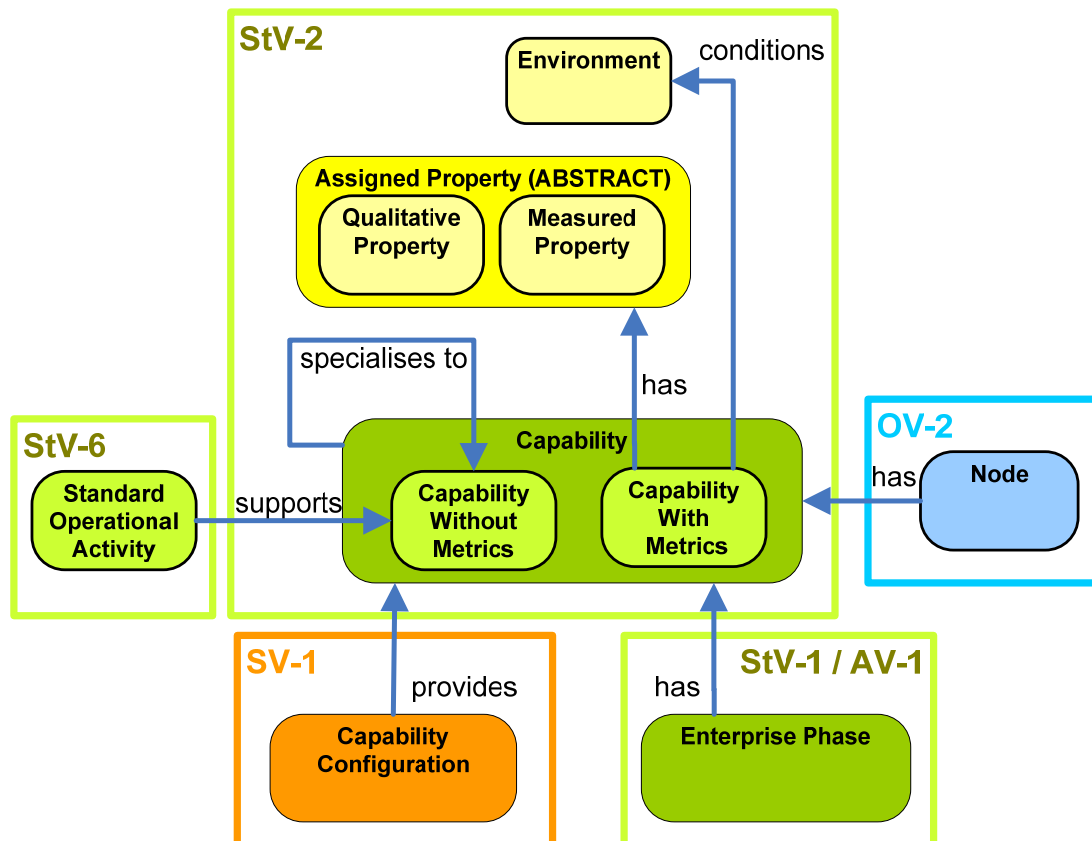 StV-2
Environment
conditions
Assigned Property (ABSTRACT)
Qualitative
Property
Measured
Property
specialises to
has
StV-6
Standard
Operational
Activity
supports
Capability
Capability
Without
Metrics
Capability
With
Metrics
OV-2
has
Node
SV-1
provides
Capability
Configuration
StV-1 / AV-1
has
Enterprise Phase